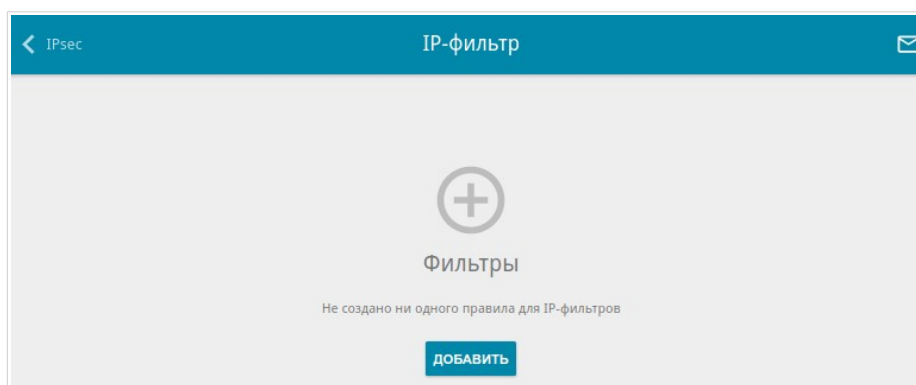 IPsec
IP-фильтр
Фильтры
Не создано ни одного правила для IP-фильтров
ДОБАВИТЬ